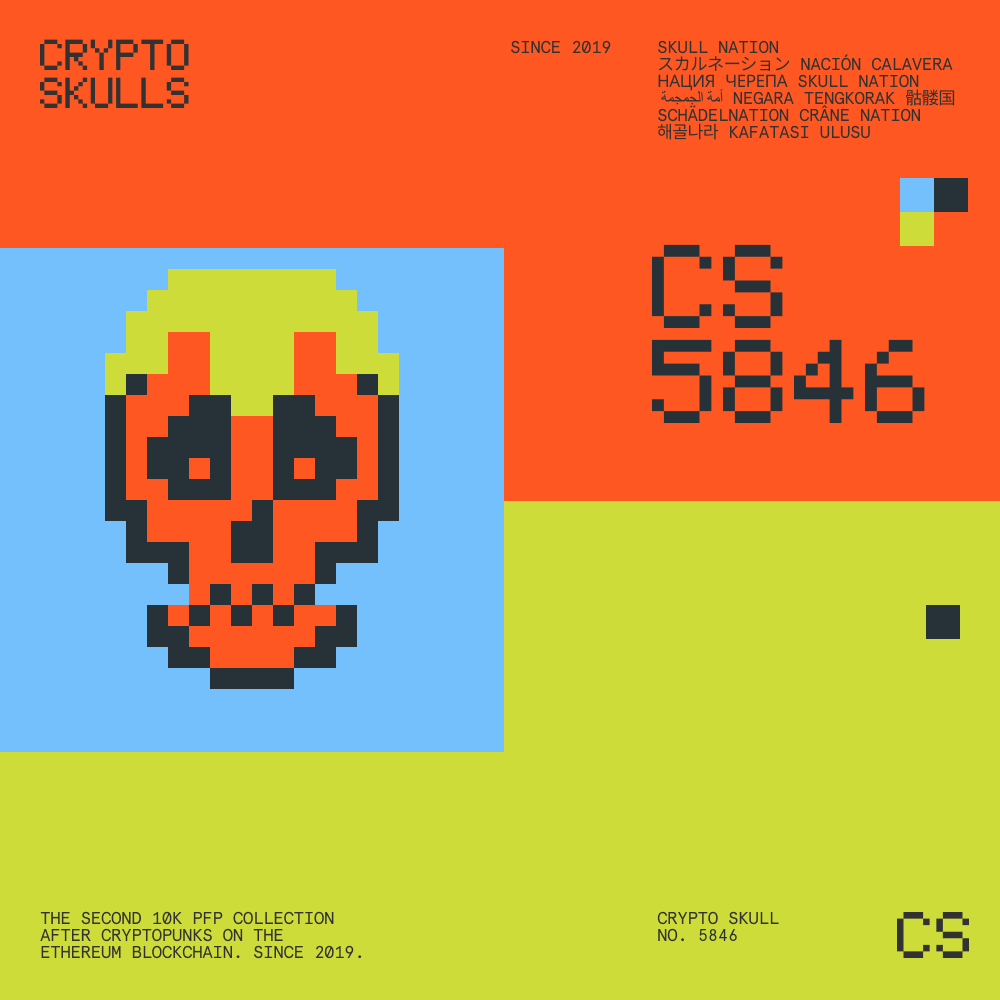 CRYPTO
SKULLS
SINCE 2019
SKULL NATION
スカルネーション NACIÓN CALAVERA
НАЦИЯ ЧЕРЕПА SKULL NATION
أمة الجمجمة NEGARA TENGKORAK 骷髅国
SCHÄDELNATION CRÂNE NATION
해골나라 KAFATASI ULUSU
CS
5846
THE SECOND 10K PFP COLLECTION
AFTER CRYPTOPUNKS ON THE
ETHEREUM BLOCKCHAIN. SINCE 2019.
CRYPTO SKULL
NO. 5846
CS